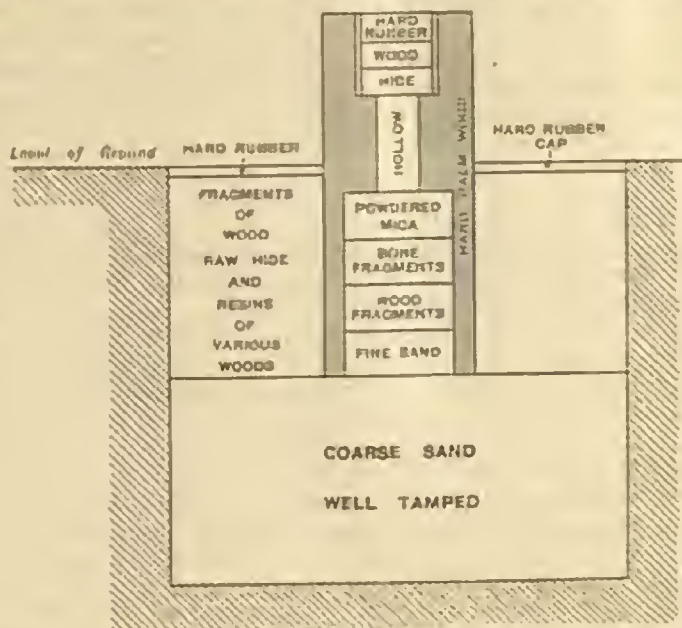 HARD
RUBBER
WOOD
HIDE
HOLLOW
HARD PALM WOOD
Level of Ground
HARD RUBBER
HARD RUBBER
CAP
FRAGMENTS
OF
WOOD
RAW HIDE
AND
RESINS
OF
VARIOUS
WOODS
POWDERED
MICA
BONE
FRAGMENTS
WOOD
FRAGMENTS
FINE SAND
COARSE SAND
WELL TAMPED